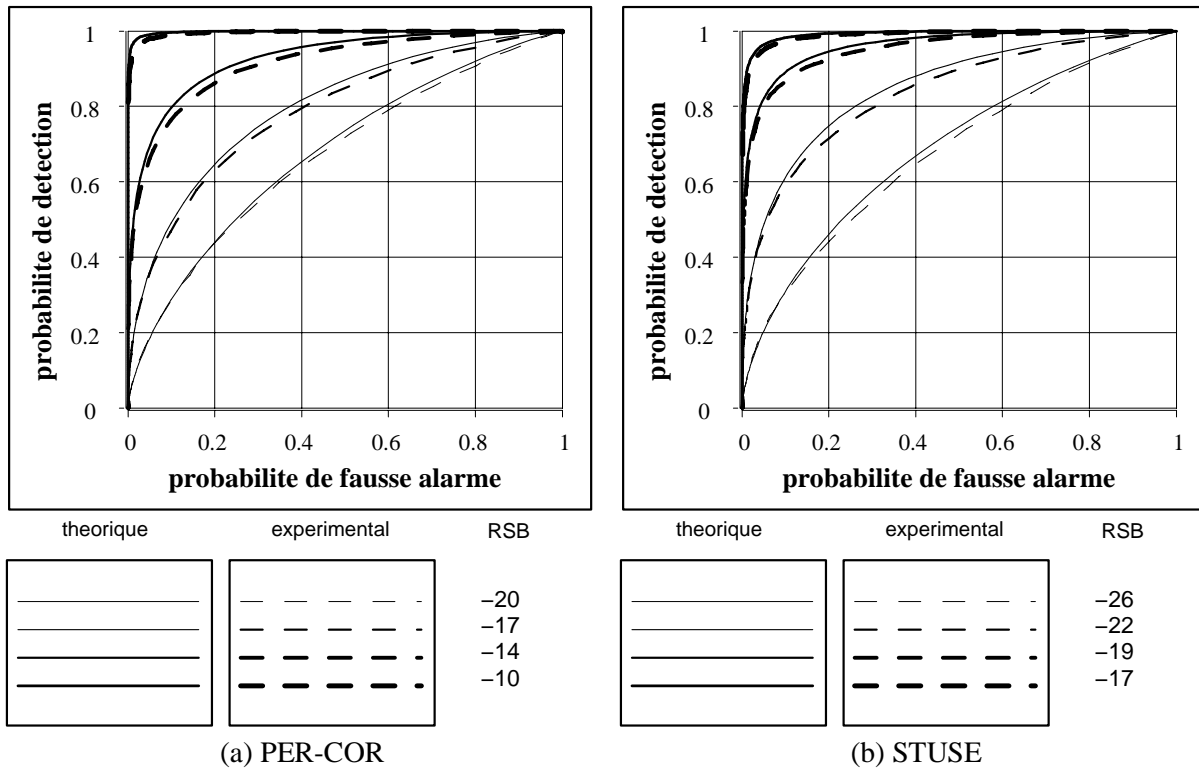 1
0.8
0.6
0.4
0.2
0
probabilite de detection
0 0.2 0.4 0.6 0.8 1
probabilite de fausse alarme
theorique experimental RSB
−20
−17
−14
−10
(a) PER-COR
1
0.8
0.6
0.4
0.2
0
probabilite de detection
0 0.2 0.4 0.6 0.8 1
probabilite de fausse alarme
theorique experimental RSB
−26
−22
−19
−17
(b) STUSE